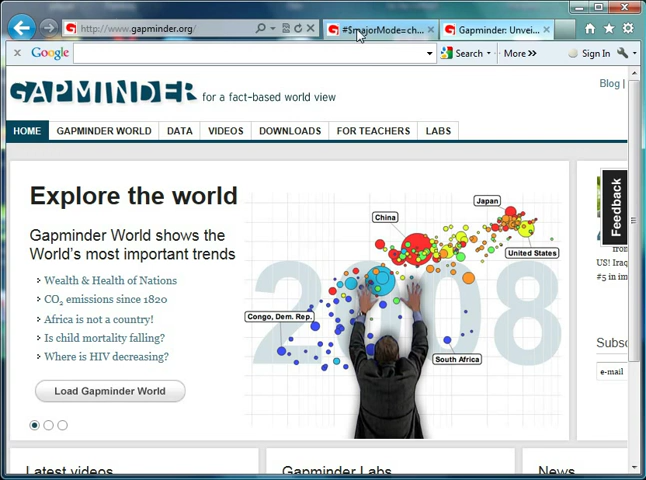 http://www.gapminder.org/
#$majorMode=ch...
Gapminder: Unvei...
Google
Search
More >>
Sign In
GAPMINDER
for a fact-based world view
Blog |
HOME
GAPMINDER WORLD
DATA
VIDEOS
DOWNLOADS
FOR TEACHERS
LABS
Explore the world
Gapminder World shows the
World's most important trends
Wealth & Health of Nations
CO2 emissions since 1820
Africa is not a country!
Is child mortality falling?
Where is HIV decreasing?
Load Gapminder World
2008
China
Japan
United States
Congo, Dem. Rep.
South Africa
Feedback
from
US! Iraq
#5 in im
Subsc
e-mail
Latest videos
Gapminder Labs
News